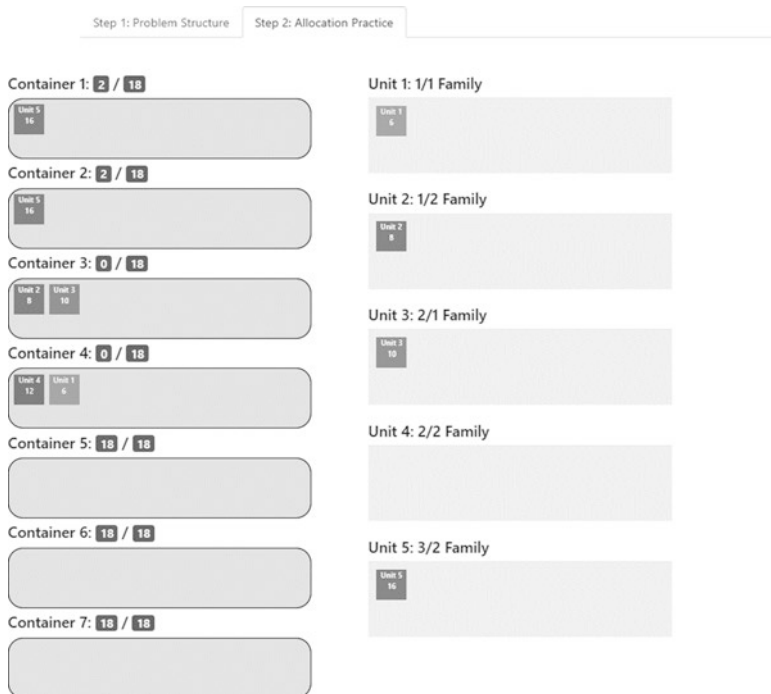 Step 1: Problem Structure
Step 2: Allocation Practice
Container 1: 2 / 18
Unit 5
16
Container 2: 2 / 18
Unit 5
16
Container 3: 0 / 18
Unit 2
8
Unit 3
10
Container 4: 0 / 18
Unit 4
12
Unit 1
6
Container 5: 18 / 18
Container 6: 18 / 18
Container 7: 18 / 18
Unit 1: 1/1 Family
Unit 1
6
Unit 2: 1/2 Family
Unit 2
8
Unit 3: 2/1 Family
Unit 3
10
Unit 4: 2/2 Family
Unit 5: 3/2 Family
Unit 5
16